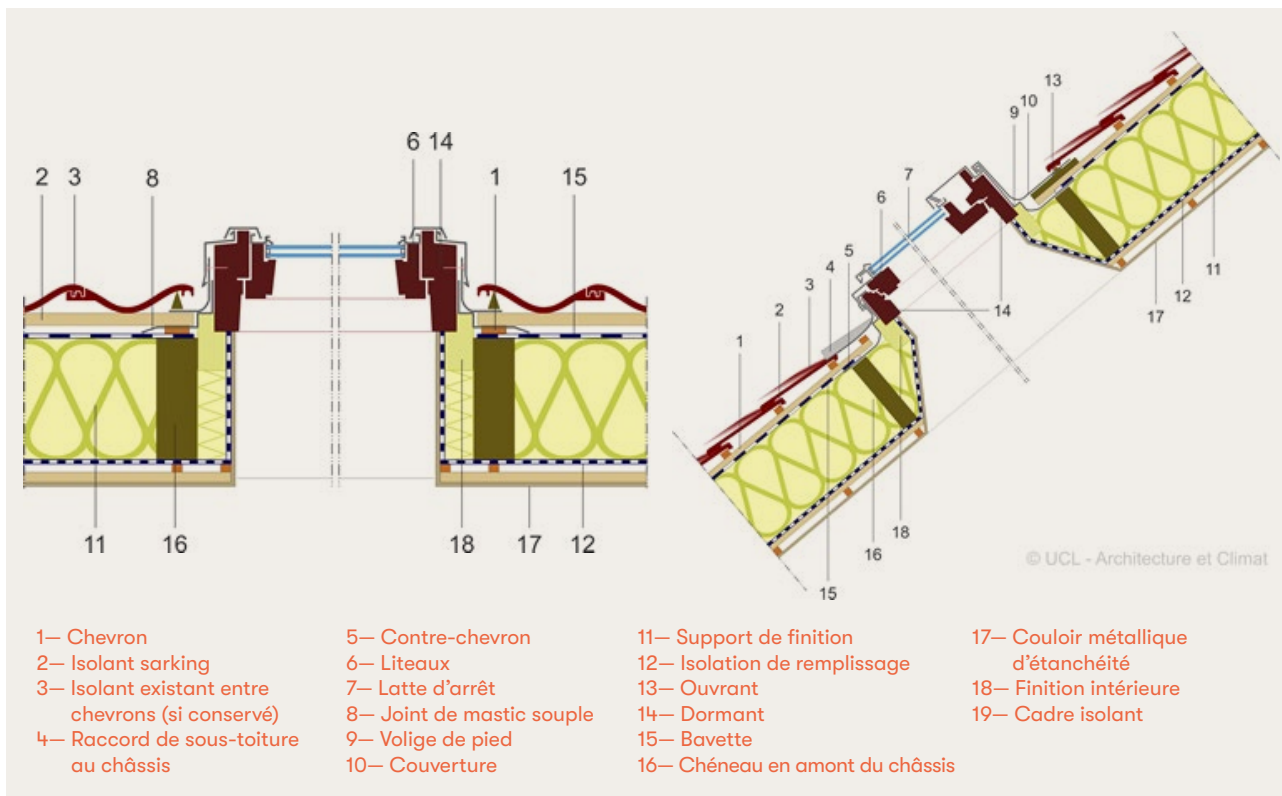 6 14
2 3 8 1 15
11 16 18 17 12
13
10
9
7
6
5
4
3
2
1
14
11
12
17
18
16
15
© UCL - Architecture et Climat
1— Chevron
2— Isolant sarking
3— Isolant existant entre
chevrons (si conservé)
4— Raccord de sous-toiture
au châssis
5— Contre-chevron
6— Liteaux
7— Latte d'arrêt
8— Joint de mastic souple
9— Volige de pied
10— Couverture
11— Support de finition
12— Isolation de remplissage
13— Ouvrant
14— Dormant
15— Bavette
16— Chéneau en amont du châssis
17— Couloir métallique
d'étanchéité
18— Finition intérieure
19— Cadre isolant